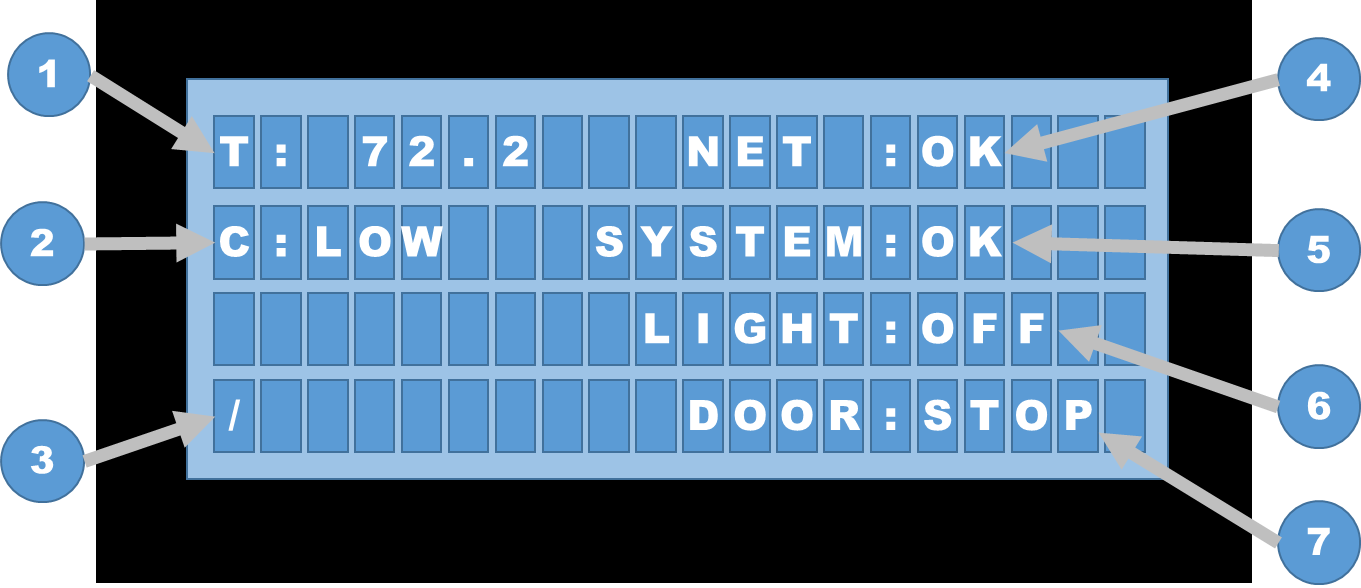 1
4
T: 72.2 NET :OK
2
C:LOW SYSTEM:OK
5
LIGHT:OFF
6
3
/ DOOR:STOP
7